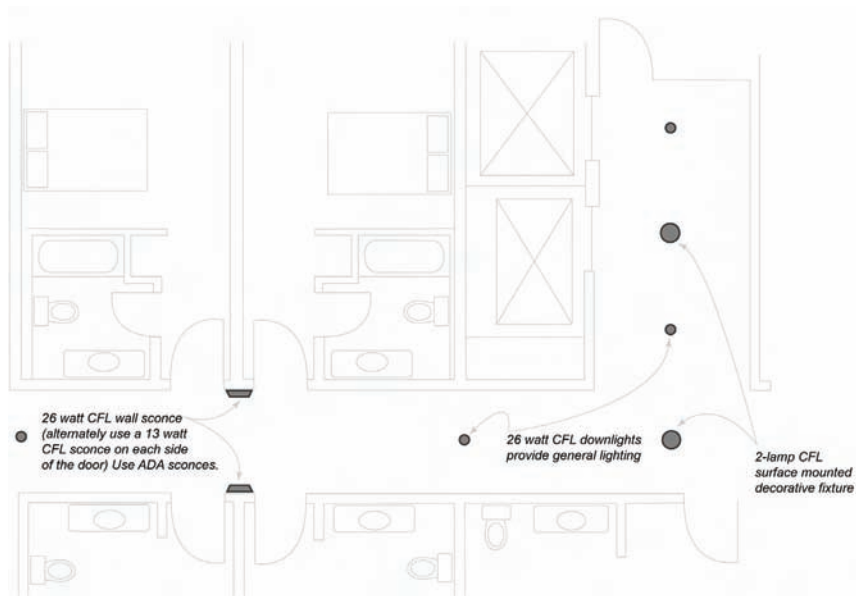 26 watt CFL wall sconce
(alternately use a 13 watt
CFL sconce on each side
of the door) Use ADA sconces.
26 watt CFL downlights
provide general lighting
2-lamp CFL
surface mounted
decorative fixture